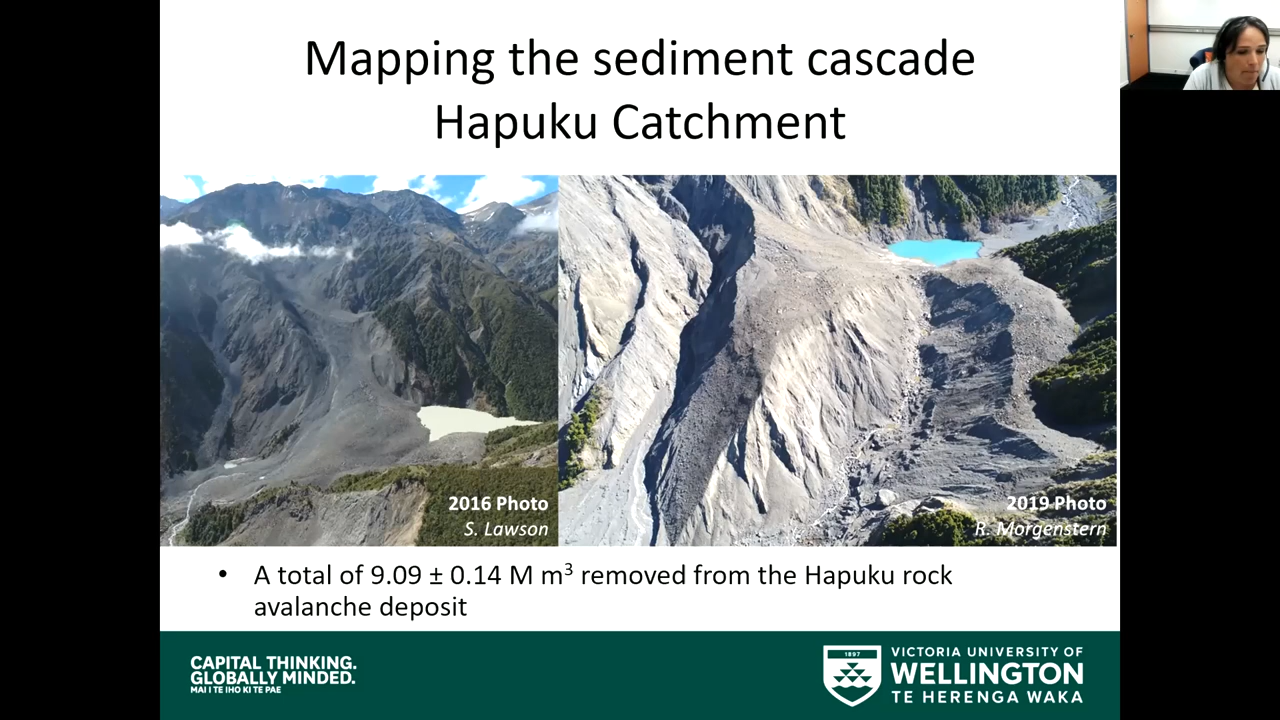 Mapping the sediment cascade
Hapuku Catchment
2016 Photo
S. Lawson
2019 Photo
R. Morgenstern
• A total of 9.09 ± 0.14 M m³ removed from the Hapuku rock
avalanche deposit
CAPITAL THINKING.
GLOBALLY MINDED.
MAI I TE IHO KI TE PAE
1897
VICTORIA UNIVERSITY OF
WELLINGTON
TE HERENGA WAKA